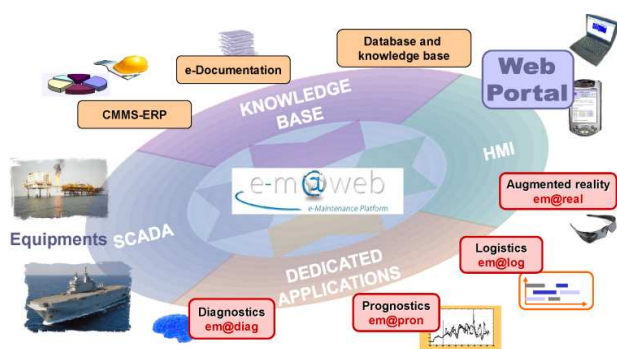 Database and
knowledge base
e-Documentation
CMMS-ERP
Web
Portal
KNOWLEDGE
BASE
HMI
SCADA
e-m@web
e-Maintenance Platform
Equipments
Augmented reality
em@real
Logistics
em@log
DEDICATED
APPLICATIONS
Diagnostics
em@diag
Prognostics
em@pron